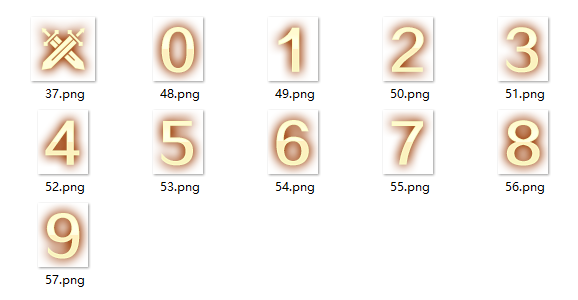 0 1 2 3
37.png 48.png 49.png 50.png 51.png
4 5 6 7 8
52.png 53.png 54.png 55.png 56.png
9
57.png